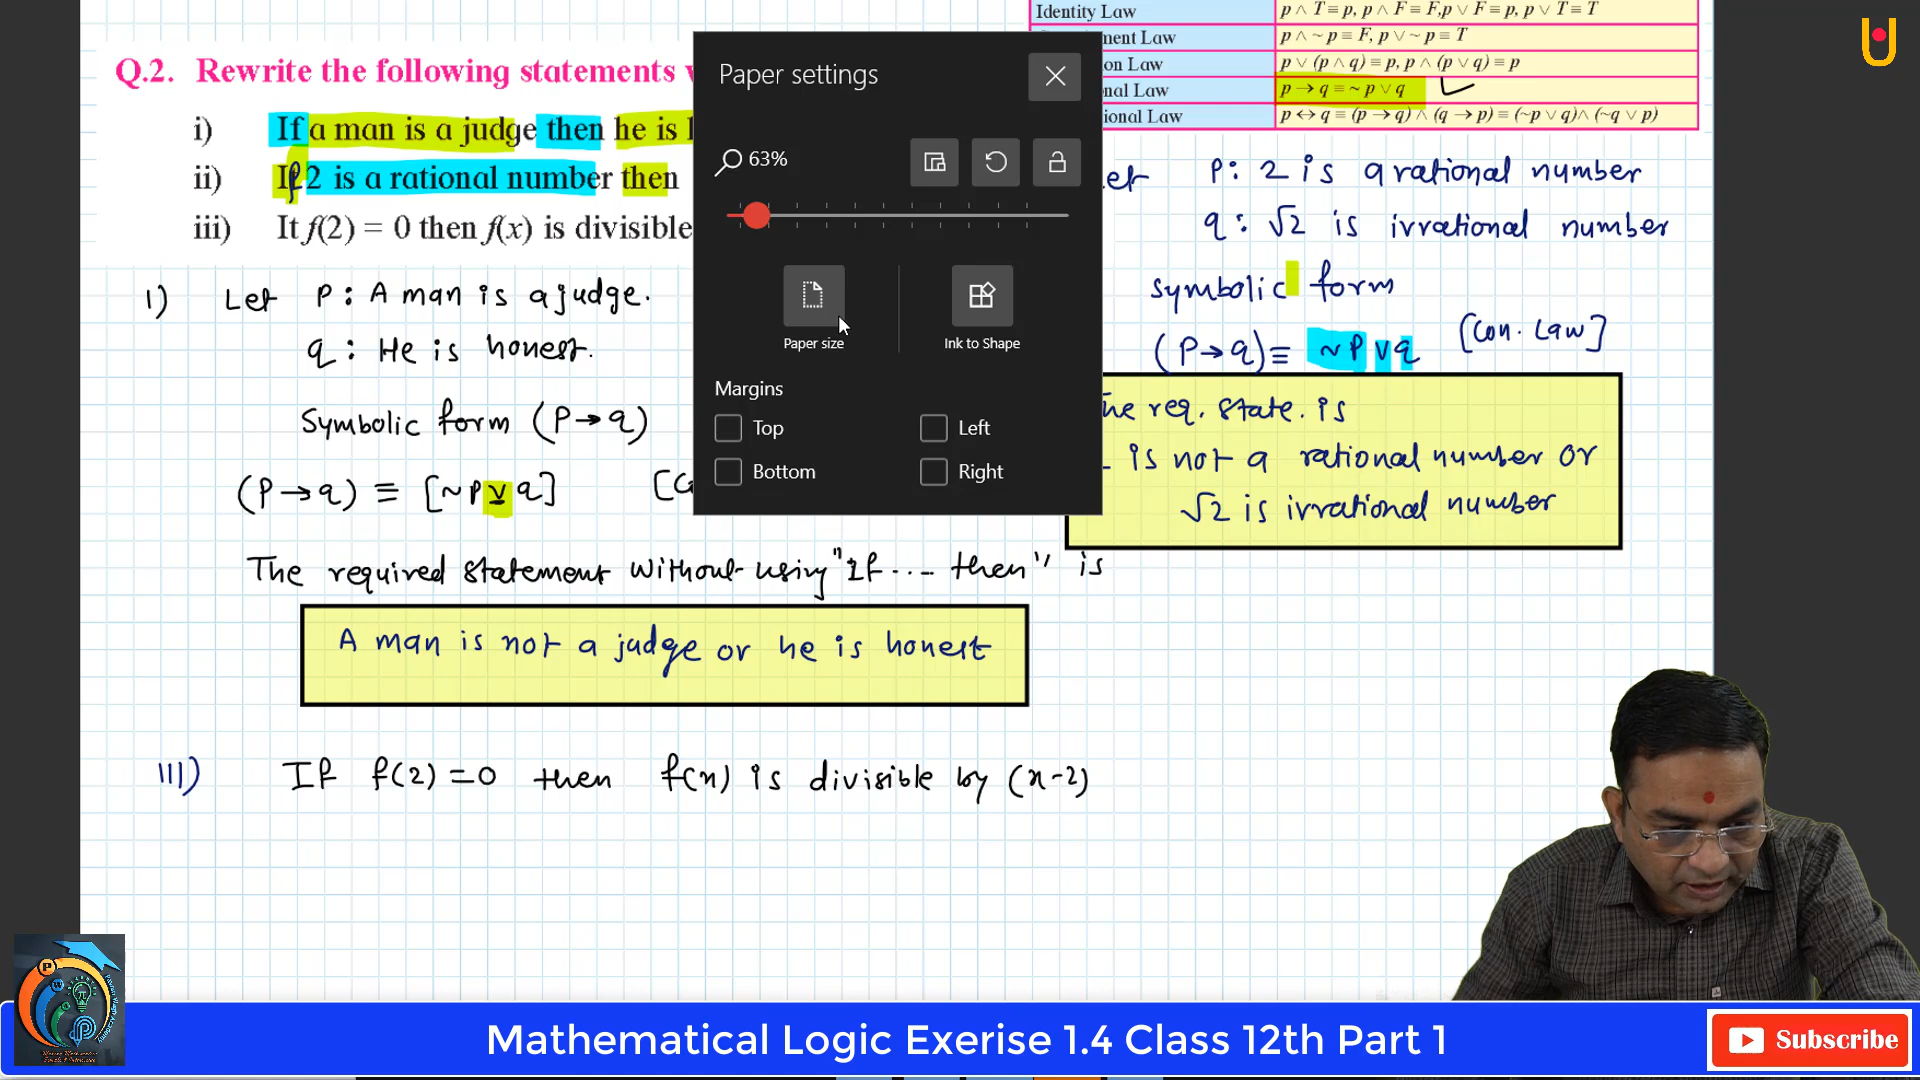 Identity Law p ∧ T ≡ p, p ∧ F ≡ F, p ∨ F ≡ p, p ∨ T ≡ T
ment Law p ∧ ~ p ≡ F, p ∨ ~ p ≡ T
on Law p ∨ (p ∧ q) ≡ p, p ∧ (p ∨ q) ≡ p
nal Law p → q ≡ ~ p ∨ q
ional Law p ↔ q ≡ (p → q) ∧ (q → p) ≡ (~p ∨ q) ∧ (~q ∨ p)
Q.2. Rewrite the following statements
i) If a man is a judge then he is
ii) If 2 is a rational number then
iii) It f(2) = 0 then f(x) is divisible
Paper settings
63%
Paper size
Ink to Shape
Margins
Top
Left
Bottom
Right
1) Let p : A man is a judge.
q : He is honest.
Symbolic form (P → q)
(P → q) ≡ [~p ∨ q]
The required statement without using "If .... then" is
A man is not a judge or he is honest
III) If f(2) = 0 then f(x) is divisible by (x-2)
et P : 2 is a rational number
q : √2 is irrational number
symbolic form
(P → q) ≡ ~P ∨ q [Con. Law]
he req. state. is
is not a rational number or
√2 is irrational number
Mathematical Logic Exerise 1.4 Class 12th Part 1
Subscribe